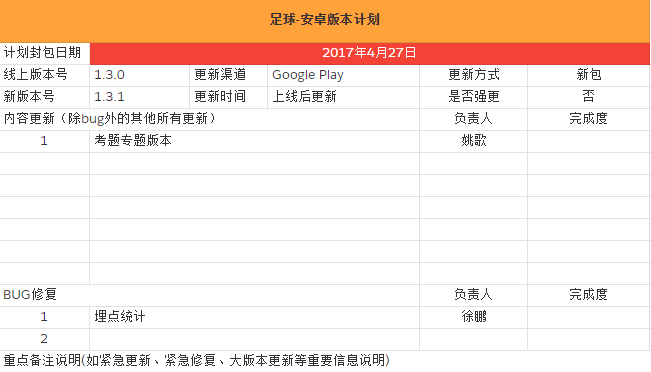 足球-安卓版本计划
计划封包日期 2017年4月27日
线上版本号 1.3.0 更新渠道 Google Play 更新方式 新包
新版本号 1.3.1 更新时间 上线后更新 是否强更 否
内容更新（除bug外的其他所有更新） 负责人 完成度
1 考题专题版本 姚歌
BUG修复 负责人 完成度
1 埋点统计 徐鹏
2
重点备注说明(如紧急更新、紧急修复、大版本更新等重要信息说明)